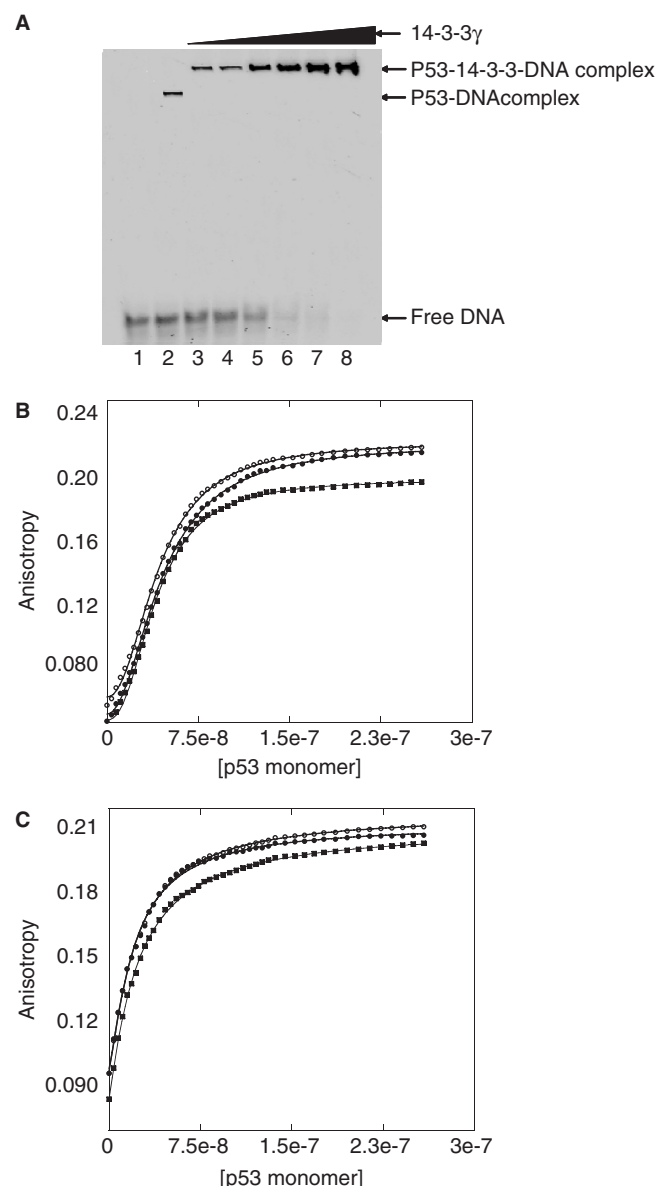 A
14-3-3γ
P53-14-3-3-DNA complex
P53-DNAcomplex
Free DNA
1 2 3 4 5 6 7 8
B
0.24
0.20
0.16
0.12
0.080
Anisotropy
0 7.5e-8 1.5e-7 2.3e-7 3e-7
[p53 monomer]
C
0.21
0.18
0.15
0.12
0.090
Anisotropy
0 7.5e-8 1.5e-7 2.3e-7 3e-7
[p53 monomer]